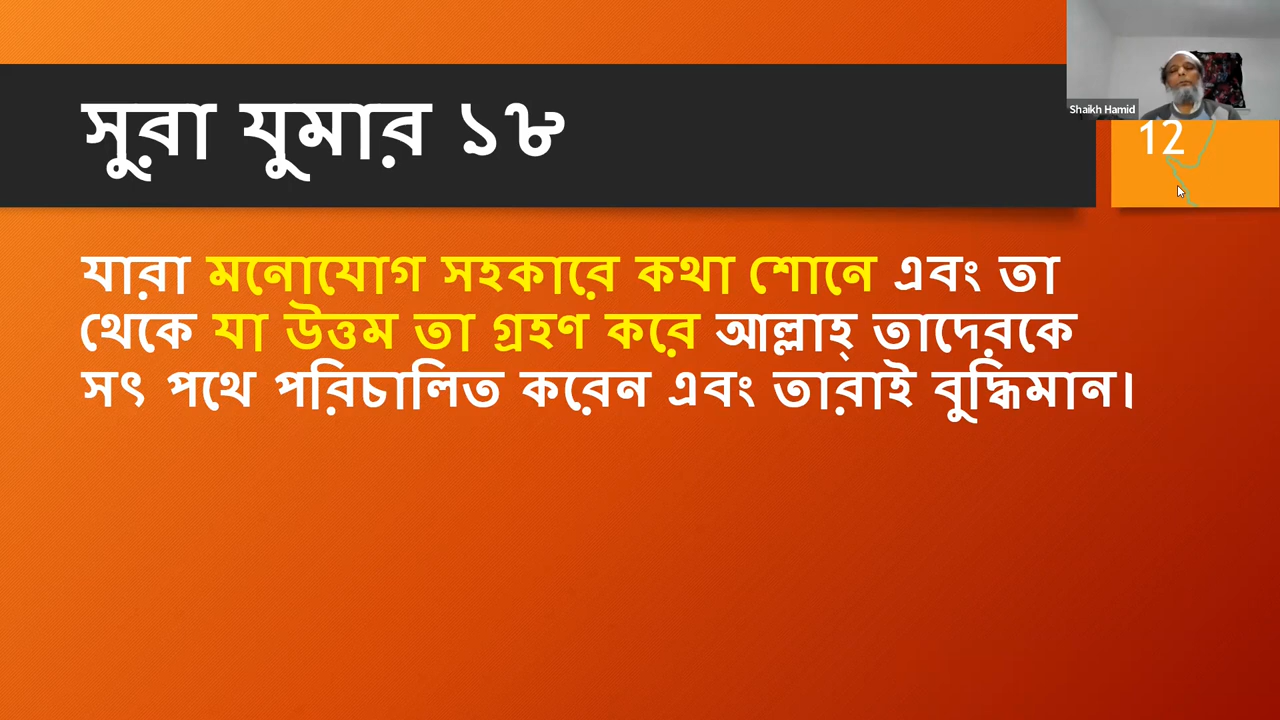 সুরা যুমার ১৮
Shaikh Hamid
12
যারা মনোযোগ সহকারে কথা শোনে এবং তা
থেকে যা উত্তম তা গ্রহণ করে আল্লাহ্ তাদেরকে
সৎ পথে পরিচালিত করেন এবং তারাই বুদ্ধিমান।